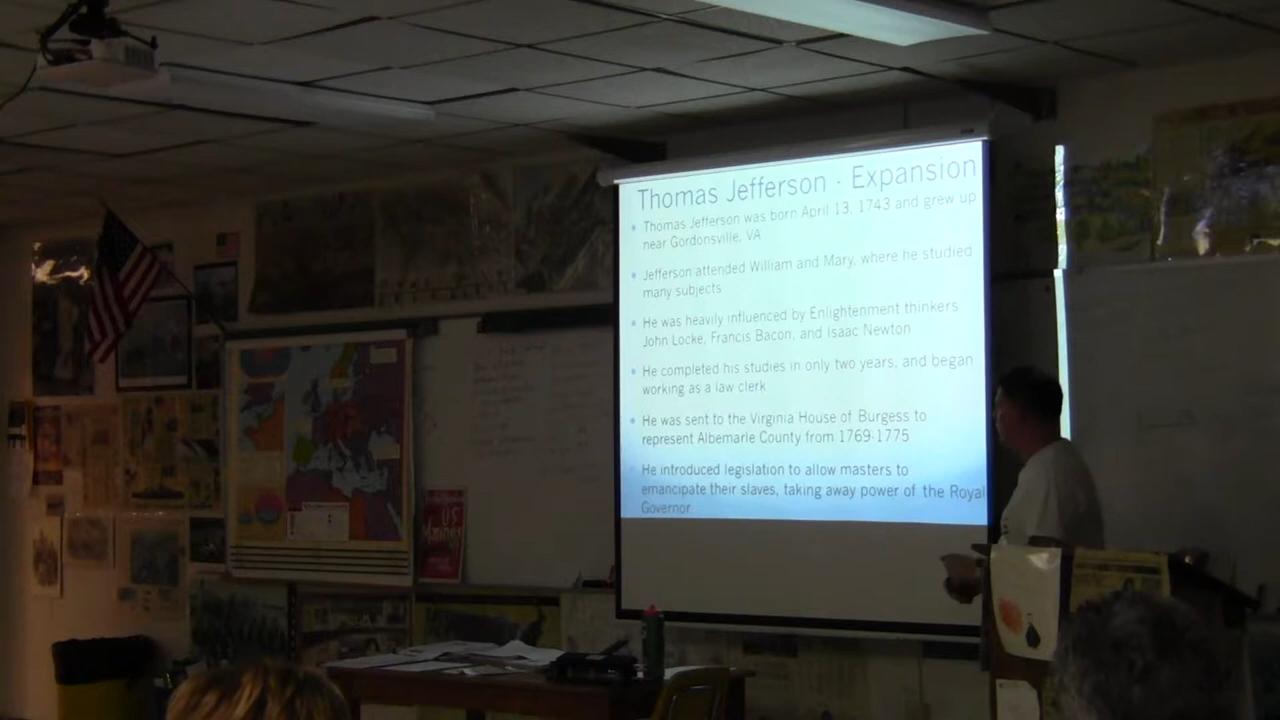 Thomas Jefferson - Expansion
Thomas Jefferson was born April 13, 1743 and grew up
near Gordonsville, VA
Jefferson attended William and Mary, where he studied
many subjects
He was heavily influenced by Enlightenment thinkers
John Locke, Francis Bacon, and Isaac Newton
He completed his studies in only two years, and began
working as a law clerk
He was sent to the Virginia House of Burgess to
represent Albemarle County from 1769-1775
He introduced legislation to allow masters to
emancipate their slaves, taking away power of the Royal
Governor
US
Marines